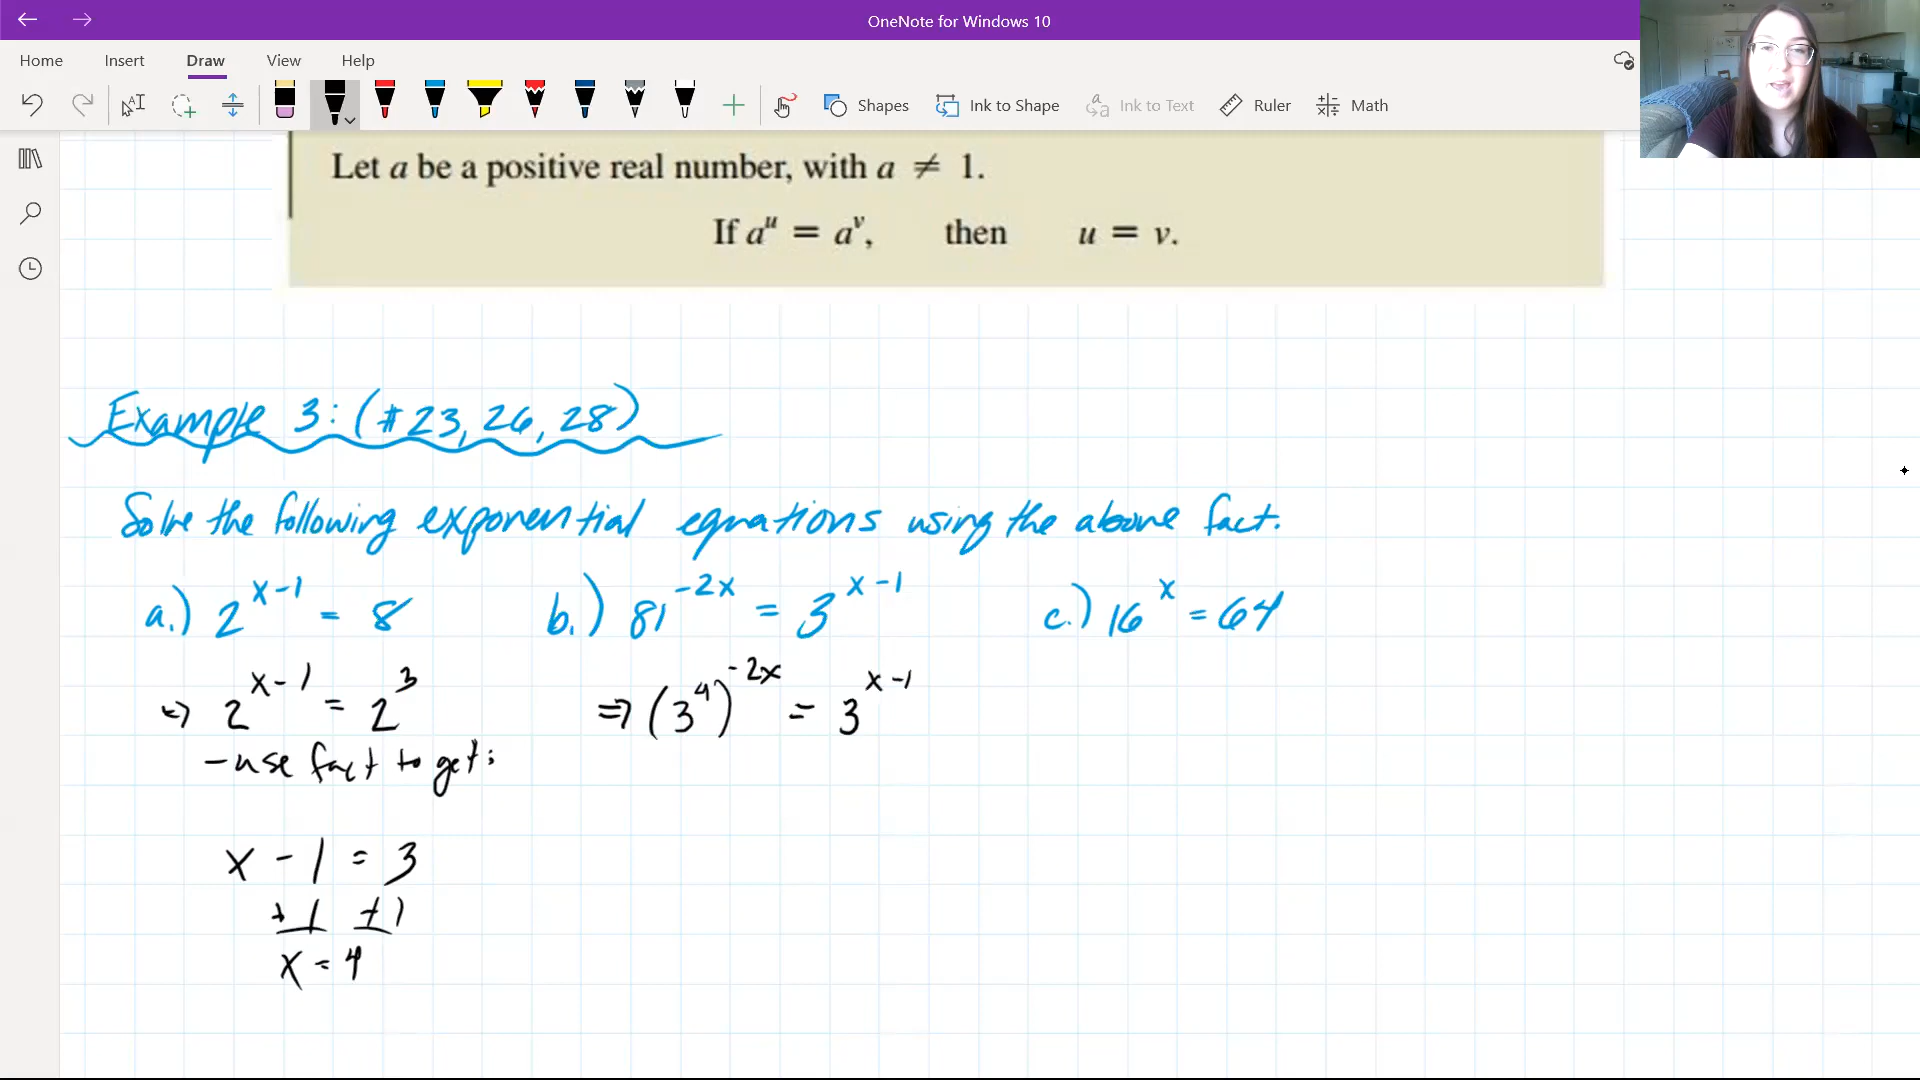 OneNote for Windows 10
Home Insert Draw View Help
Shapes Ink to Shape Ink to Text Ruler Math
Let a be a positive real number, with a ≠ 1.
If aᵘ = aᵛ, then u = v.
Example 3: (#23, 26, 28)
Solve the following exponential equations using the above fact.
a.) 2^(x-1) = 8 b.) 81^(-2x) = 3^(x-1) c.) 16^x = 64
⇒ 2^(x-1) = 2^3 ⇒ (3^4)^(-2x) = 3^(x-1)
- use fact to get:
x - 1 = 3
+1 +1
x = 4